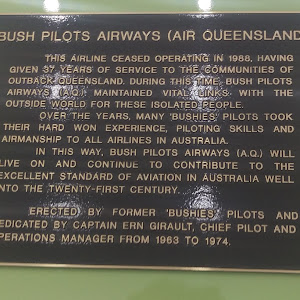 BUSH PILOTS AIRWAYS (AIR QUEENSLAND
THIS AIRLINE CEASED OPERATING IN 1988, HAVING
GIVEN 37 YEARS OF SERVICE TO THE COMMUNITIES OF
OUTBACK QUEENSLAND. DURING THIS TIME, BUSH PILOTS
AIRWAYS (A.Q.) MAINTAINED VITAL LINKS WITH THE
OUTSIDE WORLD FOR THESE ISOLATED PEOPLE.
OVER THE YEARS, MANY 'BUSHIES' PILOTS TOOK
THEIR HARD WON EXPERIENCE, PILOTING SKILLS AND
AIRMANSHIP TO ALL AIRLINES IN AUSTRALIA.
IN THIS WAY, BUSH PILOTS AIRWAYS (A.Q.) WILL
LIVE ON AND CONTINUE TO CONTRIBUTE TO THE
EXCELLENT STANDARD OF AVIATION IN AUSTRALIA WELL
INTO THE TWENTY-FIRST CENTURY.
ERECTED BY FORMER 'BUSHIES' PILOTS AND
DEDICATED BY CAPTAIN ERN GIRAULT, CHIEF PILOT AND
OPERATIONS MANAGER FROM 1963 TO 1974.